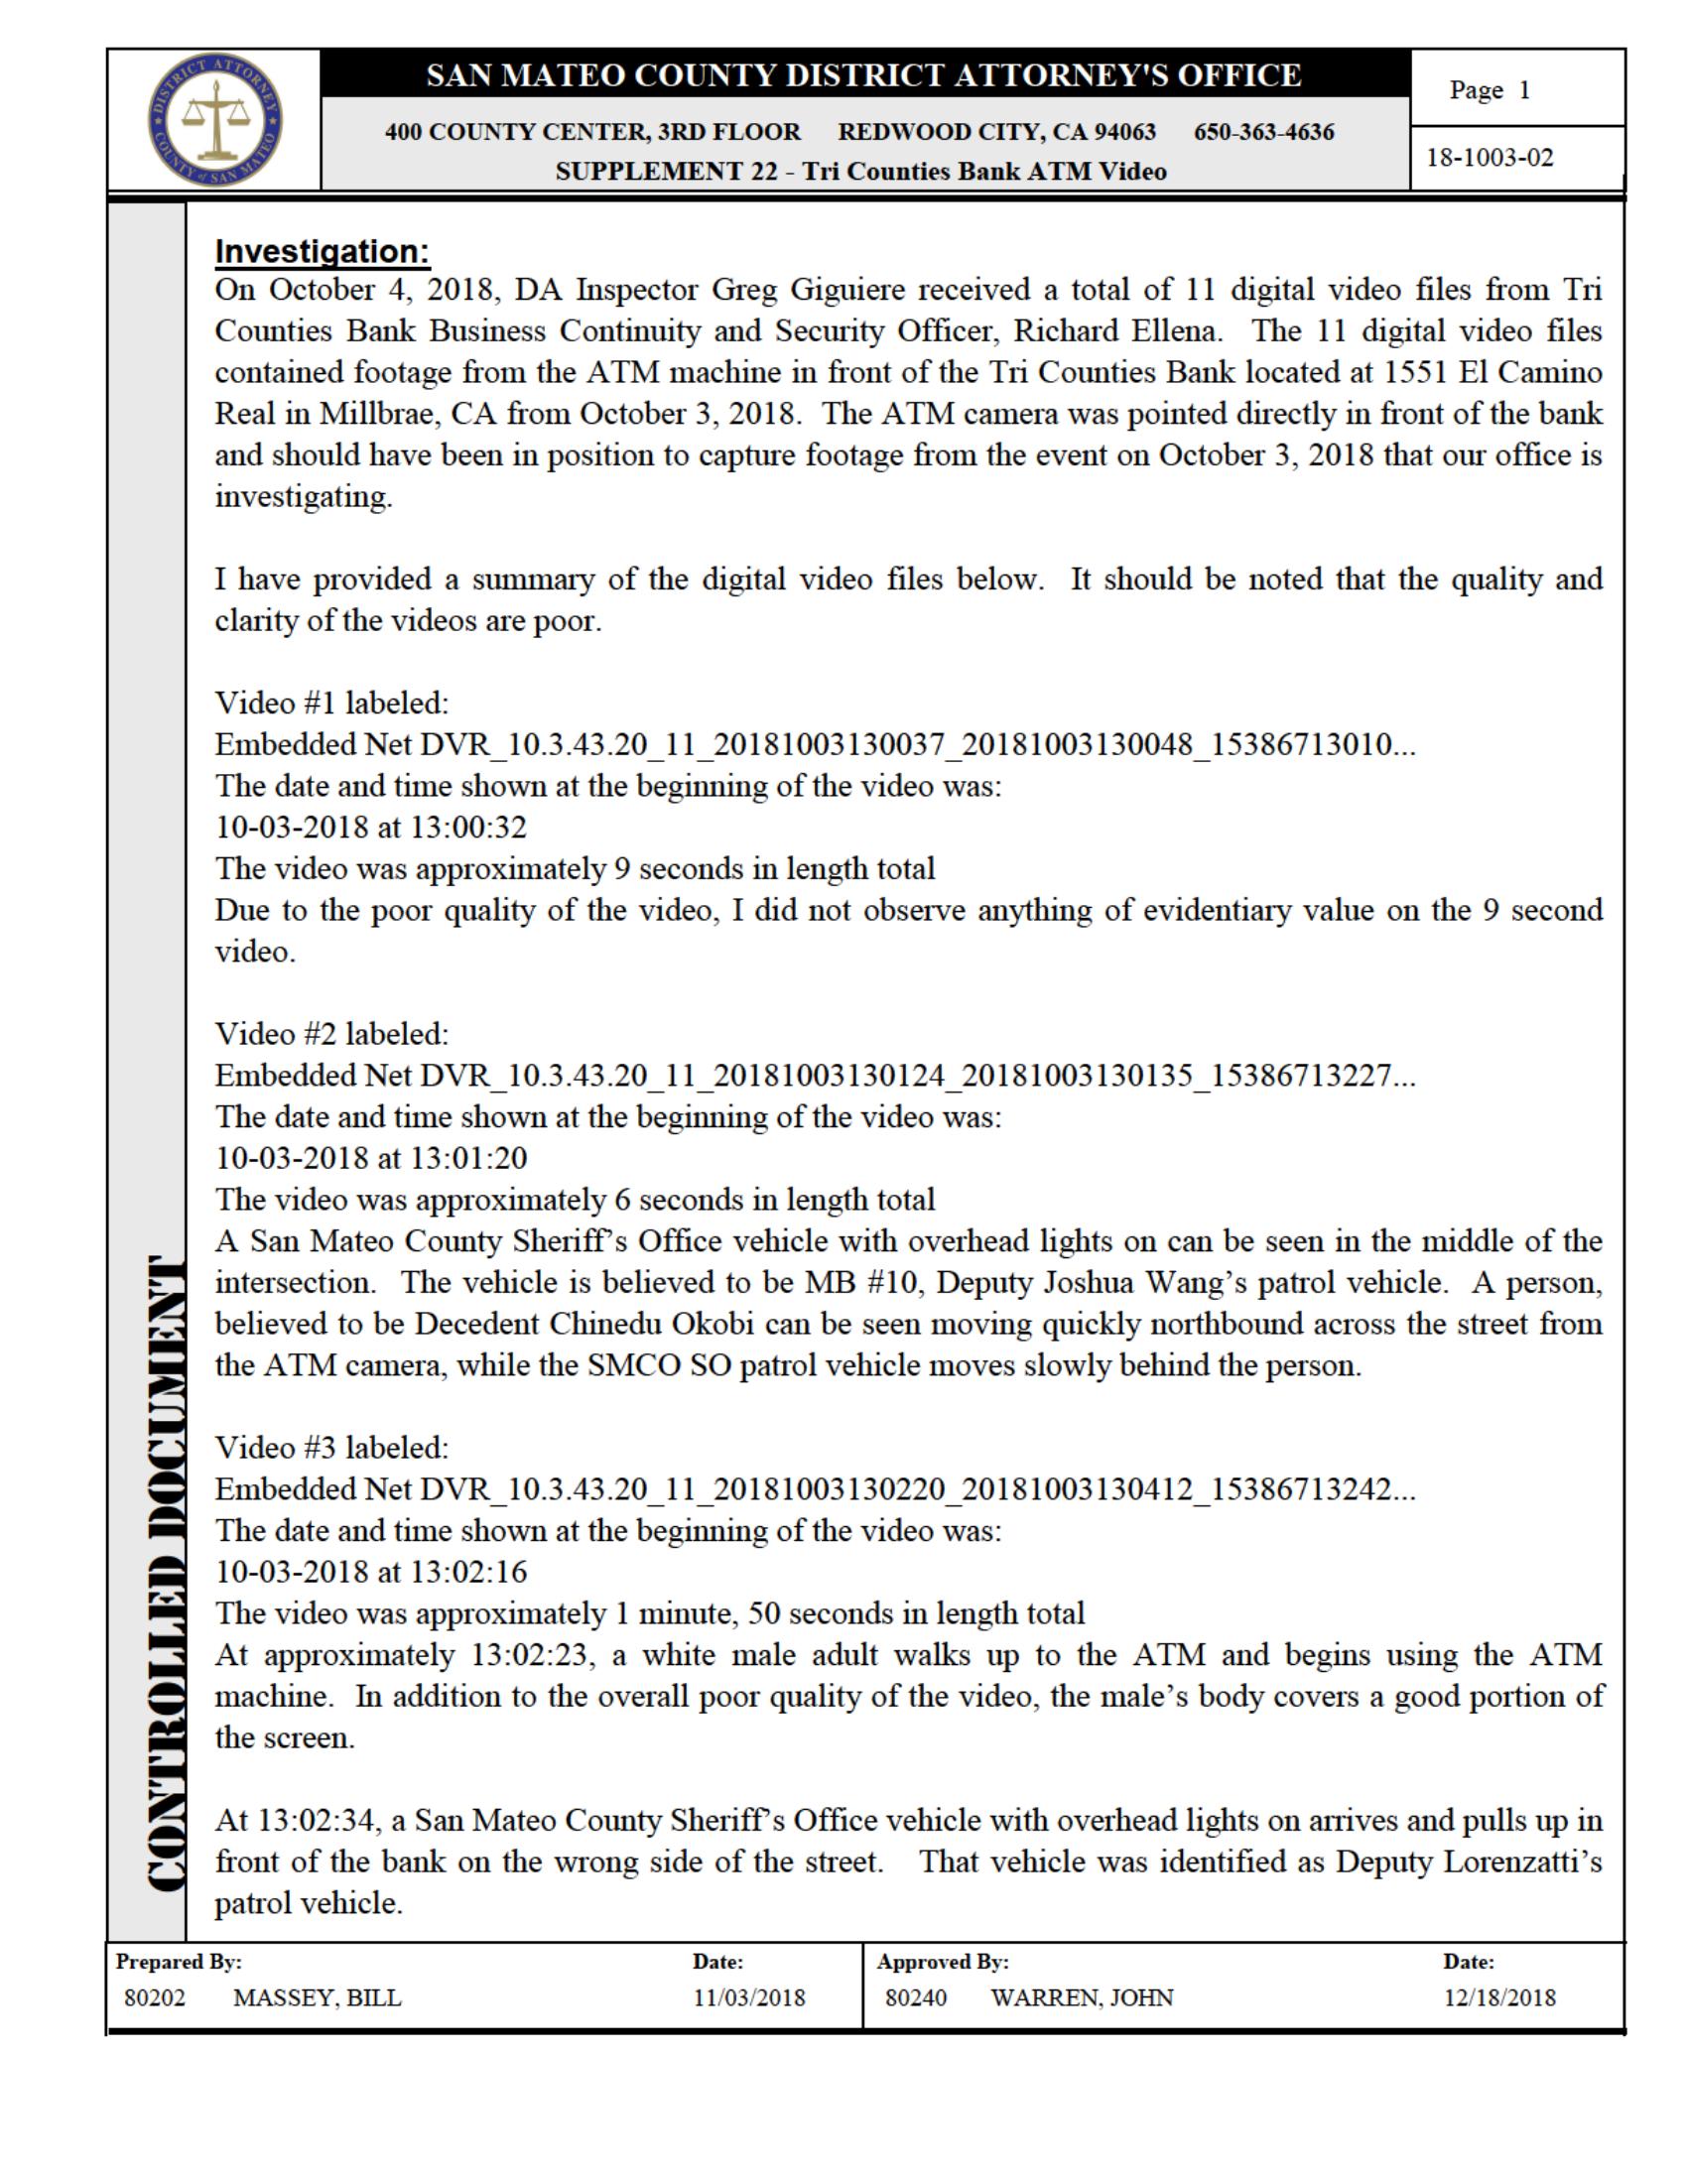 DISTRICT ATTORNEY
COUNTY of SAN MATEO
SAN MATEO COUNTY DISTRICT ATTORNEY'S OFFICE
400 COUNTY CENTER, 3RD FLOOR REDWOOD CITY, CA 94063 650-363-4636
SUPPLEMENT 22 - Tri Counties Bank ATM Video
Page 1
18-1003-02
Investigation:
On October 4, 2018, DA Inspector Greg Giguiere received a total of 11 digital video files from Tri
Counties Bank Business Continuity and Security Officer, Richard Ellena. The 11 digital video files
contained footage from the ATM machine in front of the Tri Counties Bank located at 1551 El Camino
Real in Millbrae, CA from October 3, 2018. The ATM camera was pointed directly in front of the bank
and should have been in position to capture footage from the event on October 3, 2018 that our office is
investigating.
I have provided a summary of the digital video files below. It should be noted that the quality and
clarity of the videos are poor.
Video #1 labeled:
Embedded Net DVR_10.3.43.20_11_20181003130037_20181003130048_15386713010...
The date and time shown at the beginning of the video was:
10-03-2018 at 13:00:32
The video was approximately 9 seconds in length total
Due to the poor quality of the video, I did not observe anything of evidentiary value on the 9 second
video.
Video #2 labeled:
Embedded Net DVR_10.3.43.20_11_20181003130124_20181003130135_15386713227...
The date and time shown at the beginning of the video was:
10-03-2018 at 13:01:20
The video was approximately 6 seconds in length total
A San Mateo County Sheriff's Office vehicle with overhead lights on can be seen in the middle of the
intersection. The vehicle is believed to be MB #10, Deputy Joshua Wang's patrol vehicle. A person,
believed to be Decedent Chinedu Okobi can be seen moving quickly northbound across the street from
the ATM camera, while the SMCO SO patrol vehicle moves slowly behind the person.
Video #3 labeled:
Embedded Net DVR_10.3.43.20_11_20181003130220_20181003130412_15386713242...
The date and time shown at the beginning of the video was:
10-03-2018 at 13:02:16
The video was approximately 1 minute, 50 seconds in length total
At approximately 13:02:23, a white male adult walks up to the ATM and begins using the ATM
machine. In addition to the overall poor quality of the video, the male's body covers a good portion of
the screen.
At 13:02:34, a San Mateo County Sheriff's Office vehicle with overhead lights on arrives and pulls up in
front of the bank on the wrong side of the street. That vehicle was identified as Deputy Lorenzatti's
patrol vehicle.
CONTROLLED DOCUMENT
Prepared By: Date: Approved By: Date:
80202 MASSEY, BILL 11/03/2018 80240 WARREN, JOHN 12/18/2018